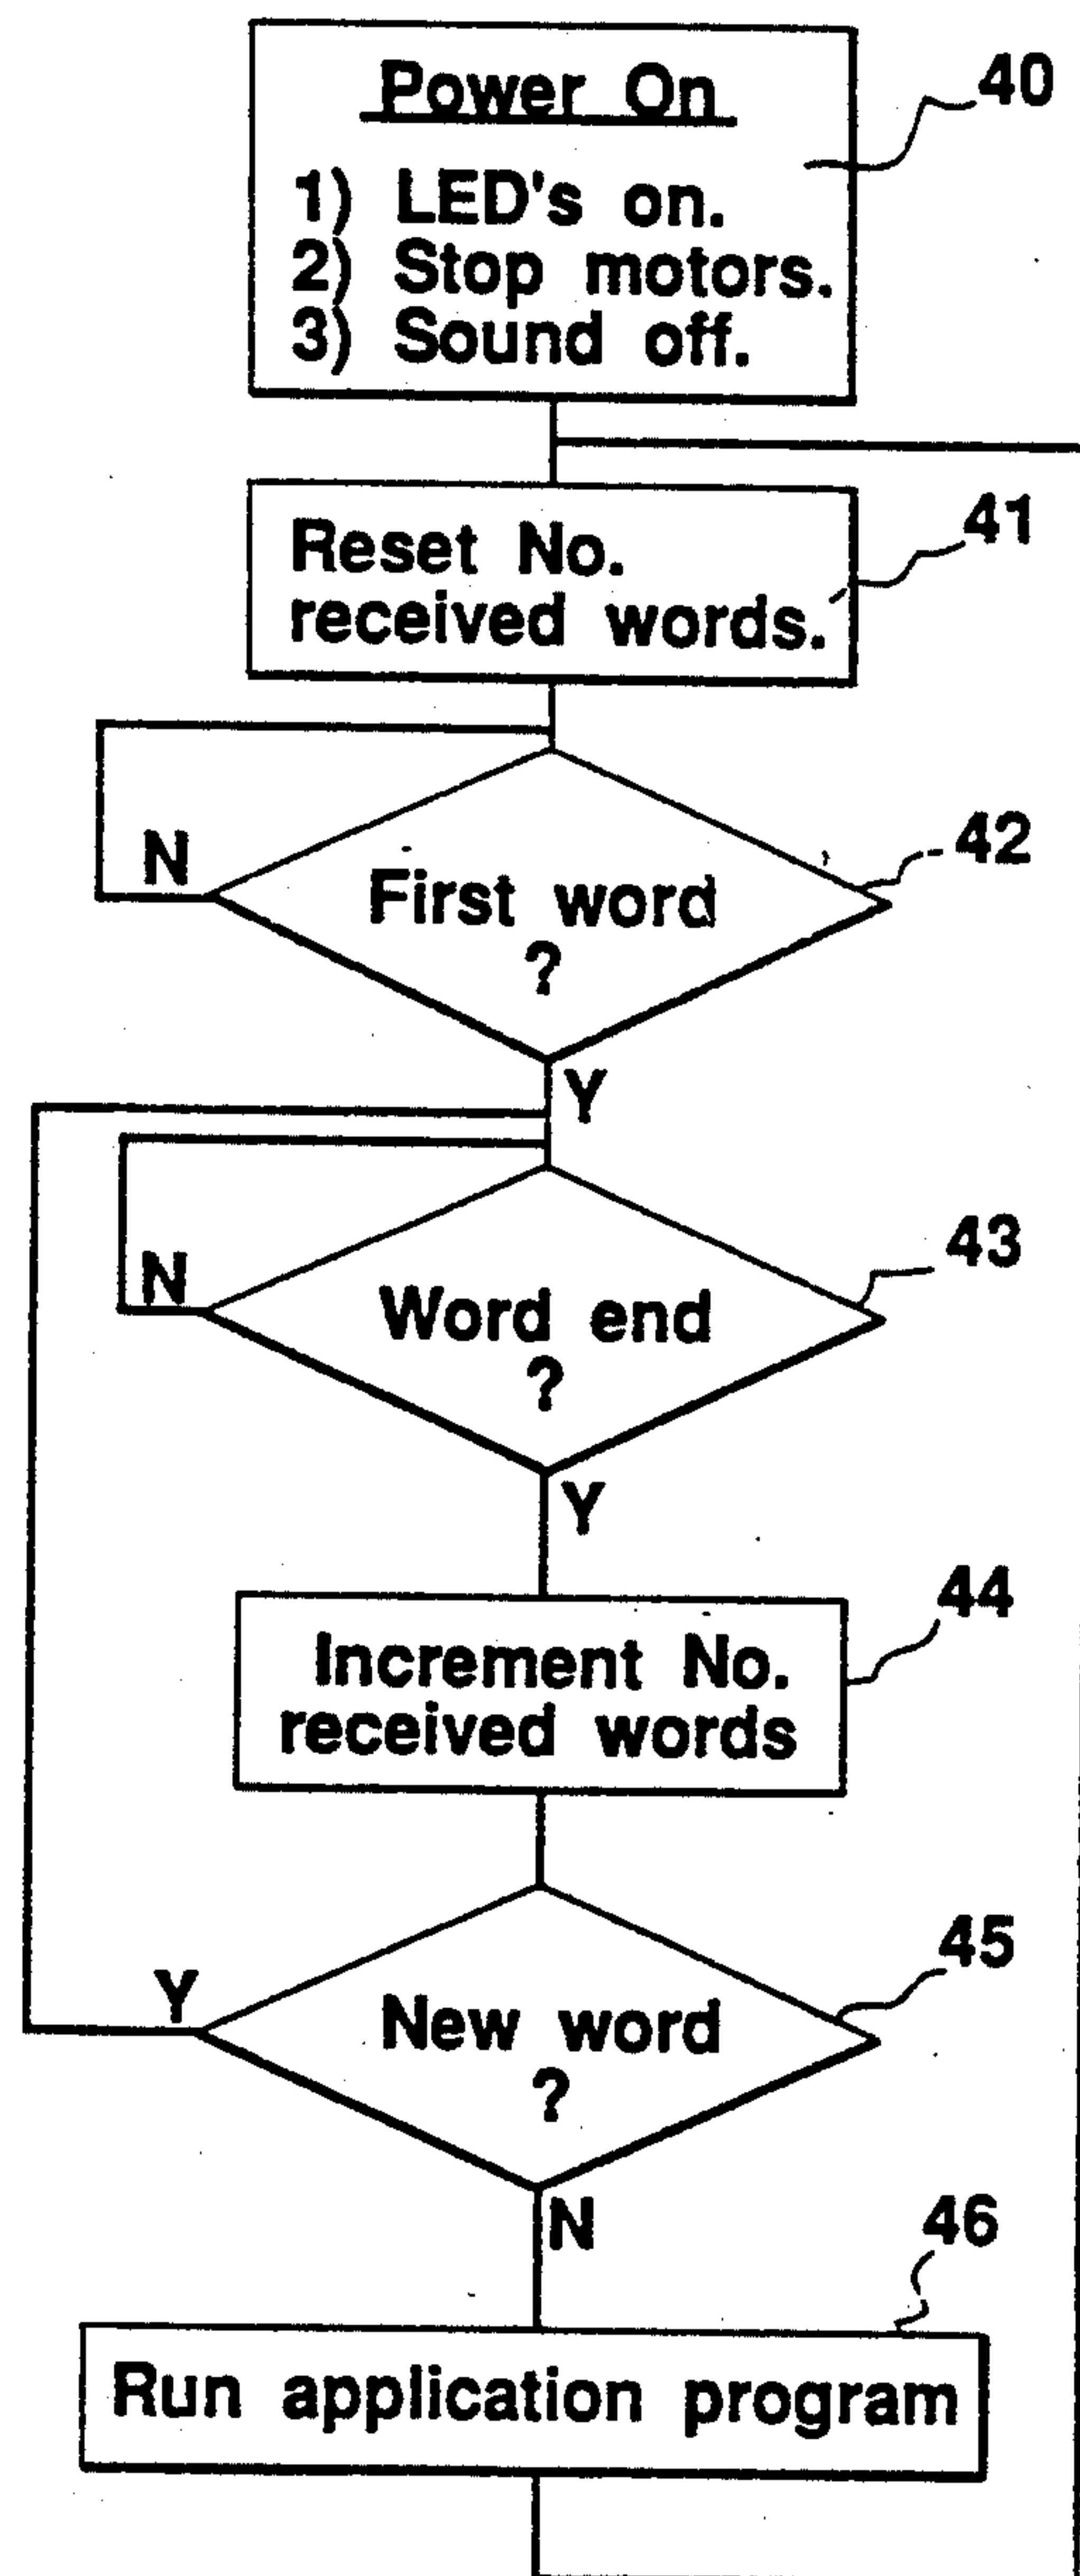 Power On
40
1) LED's on.
2) Stop motors.
3) Sound off.
41
Reset No.
received words.
42
N
First word
?
Y
43
N
Word end
?
Y
44
Increment No.
received words
45
Y
New word
?
N
46
Run application program